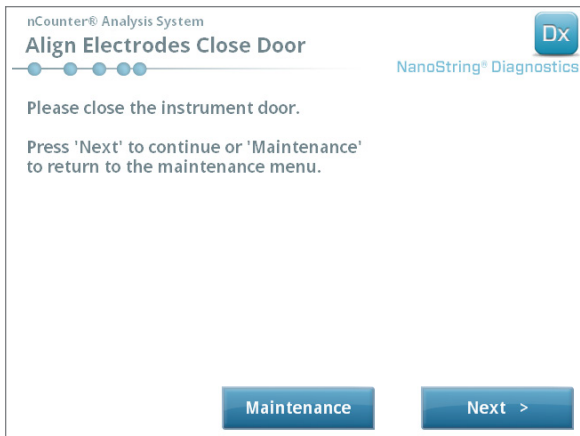 nCounter® Analysis System
Align Electrodes Close Door
Dx
NanoString® Diagnostics
Please close the instrument door.
Press 'Next' to continue or 'Maintenance'
to return to the maintenance menu.
Maintenance
Next >